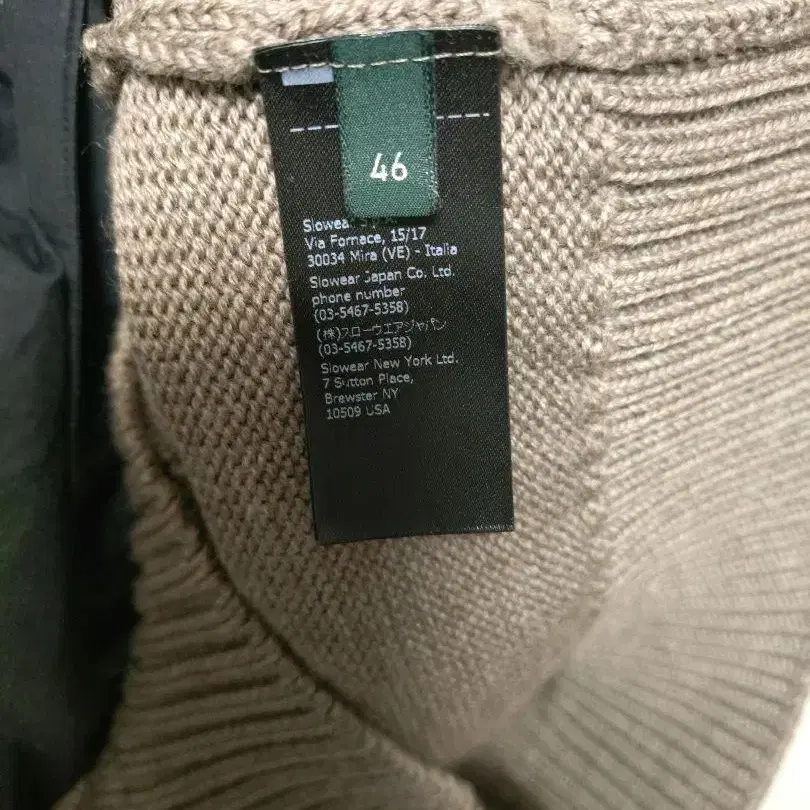 46
Slowear
Via Fornace, 15/17
30034 Mira (VE) - Italia
Slowear Japan Co. Ltd.
phone number
(03-5467-5358)
(株)スローウエアジャパン
(03-5467-5358)
Slowear New York Ltd.
7 Sutton Place,
Brewster NY
10509 USA